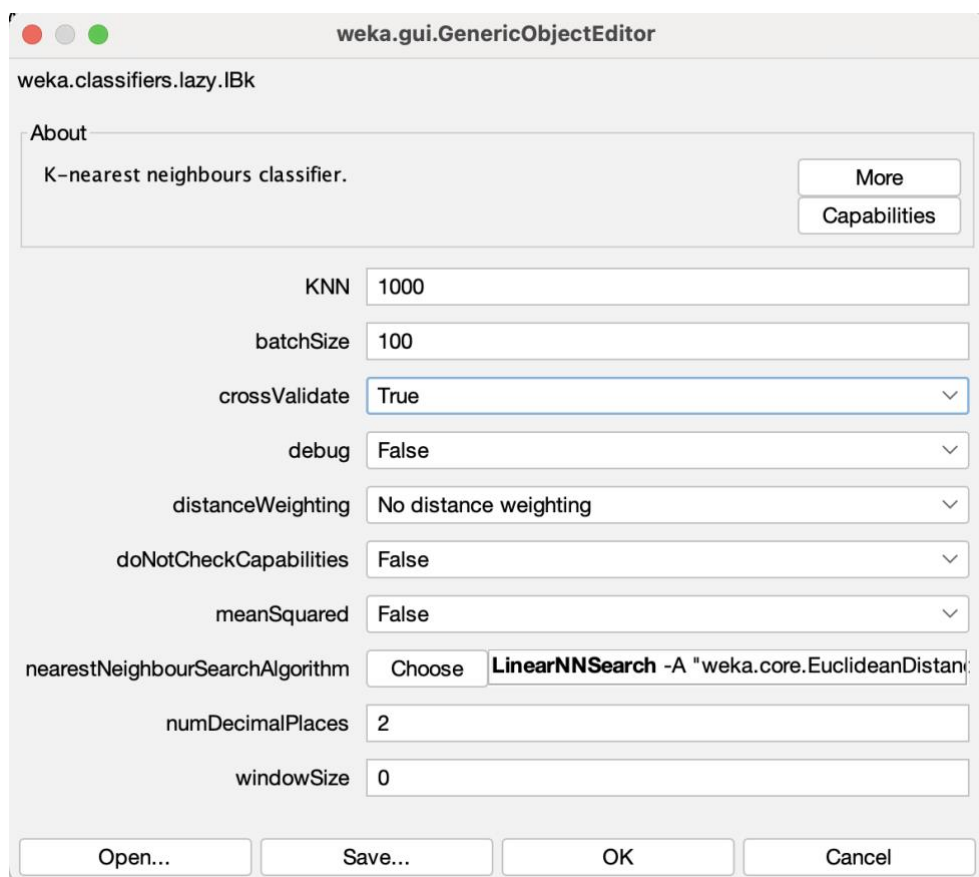 weka.gui.GenericObjectEditor
weka.classifiers.lazy.IBk
About
K-nearest neighbours classifier.
More
Capabilities
KNN 1000
batchSize 100
crossValidate True
debug False
distanceWeighting No distance weighting
doNotCheckCapabilities False
meanSquared False
nearestNeighbourSearchAlgorithm Choose LinearNNSearch -A "weka.core.EuclideanDistan
numDecimalPlaces 2
windowSize 0
Open... Save... OK Cancel